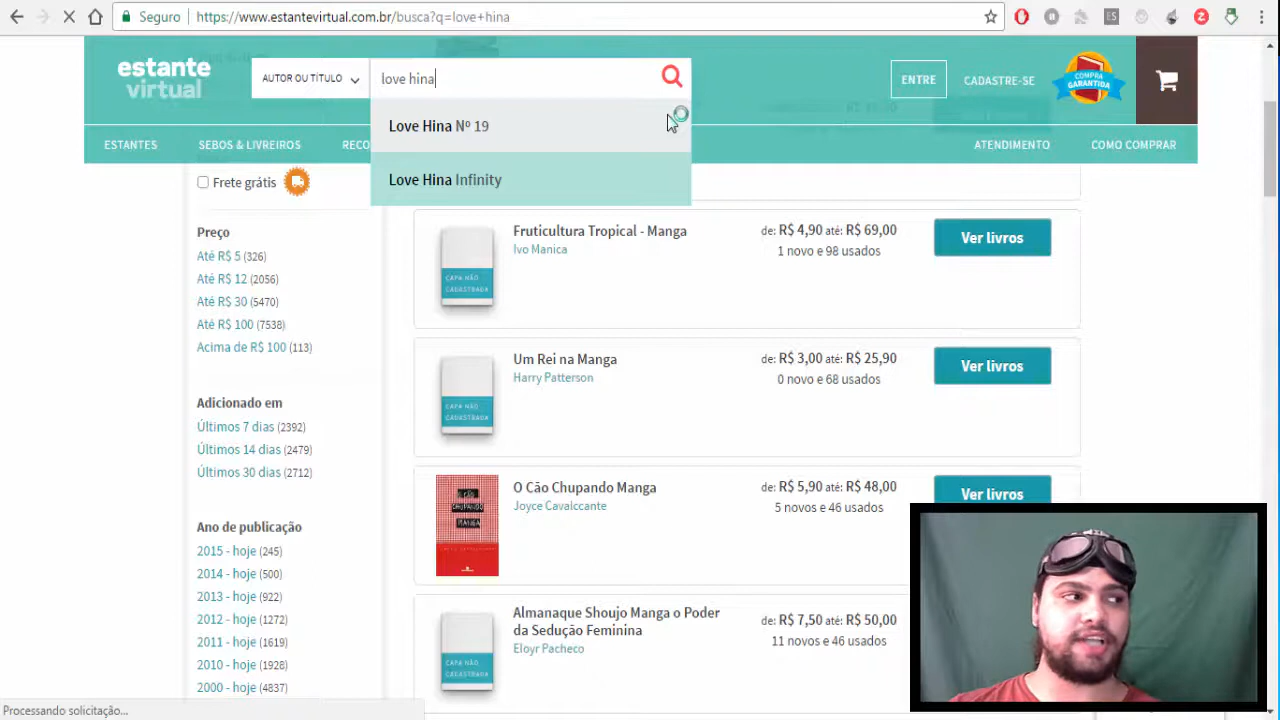 Seguro
https://www.estantevirtual.com.br/busca?q=love+hina
estante
virtual
AUTOR OU TÍTULO
love hina
ENTRE
CADASTRE-SE
COMPRA
GARANTIDA
Love Hina Nº 19
Love Hina Infinity
ESTANTES
SEBOS & LIVREIROS
RECO
ATENDIMENTO
COMO COMPRAR
Frete grátis
Preço
Até R$ 5 (326)
Até R$ 12 (2056)
Até R$ 30 (5470)
Até R$ 100 (7538)
Acima de R$ 100 (113)
Adicionado em
Últimos 7 dias (2392)
Últimos 14 dias (2479)
Últimos 30 dias (2712)
Ano de publicação
2015 - hoje (245)
2014 - hoje (500)
2013 - hoje (922)
2012 - hoje (1272)
2011 - hoje (1619)
2010 - hoje (1928)
2000 - hoje (4837)
CAPA NÃO
CADASTRADA
Fruticultura Tropical - Manga
Ivo Manica
de: R$ 4,90 até: R$ 69,00
1 novo e 98 usados
Ver livros
CAPA NÃO
CADASTRADA
Um Rei na Manga
Harry Patterson
de: R$ 3,00 até: R$ 25,90
0 novo e 68 usados
Ver livros
O CÃO
CHUPANDO
MANGA
O Cão Chupando Manga
Joyce Cavalccante
de: R$ 5,90 até: R$ 48,00
5 novos e 46 usados
Ver livros
CAPA NÃO
CADASTRADA
Almanaque Shoujo Manga o Poder
da Sedução Feminina
Eloyr Pacheco
de: R$ 7,50 até: R$ 50,00
11 novos e 46 usados
Processando solicitação...